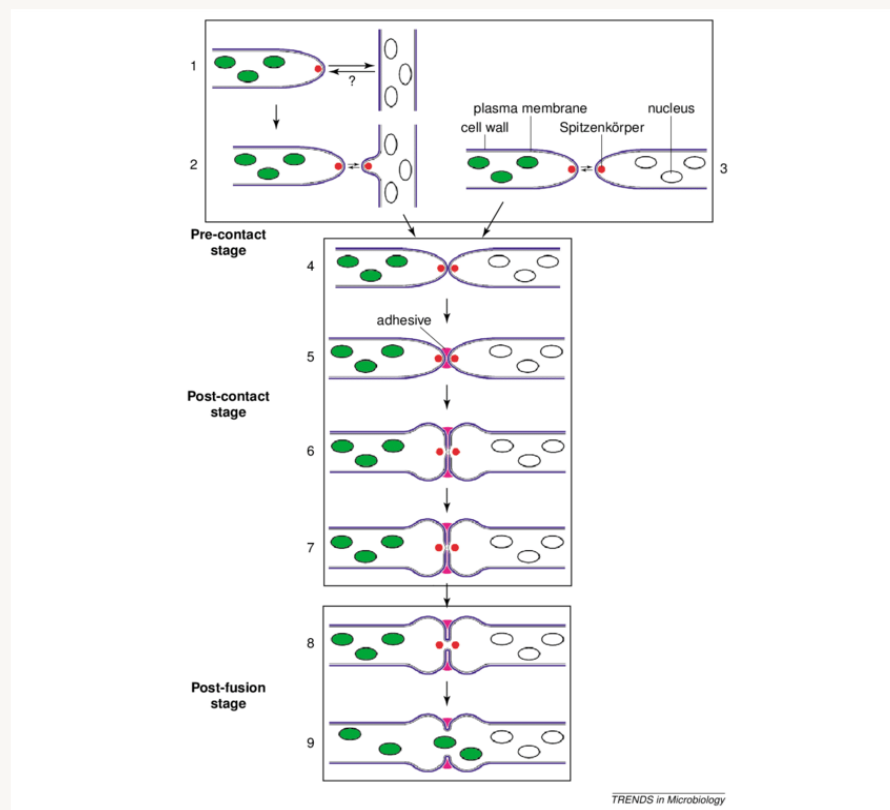 1
?
plasma membrane
nucleus
cell wall
Spitzenkörper
2
3
Pre-contact
stage
4
adhesive
5
Post-contact
stage
6
7
8
Post-fusion
stage
9
TRENDS in Microbiology